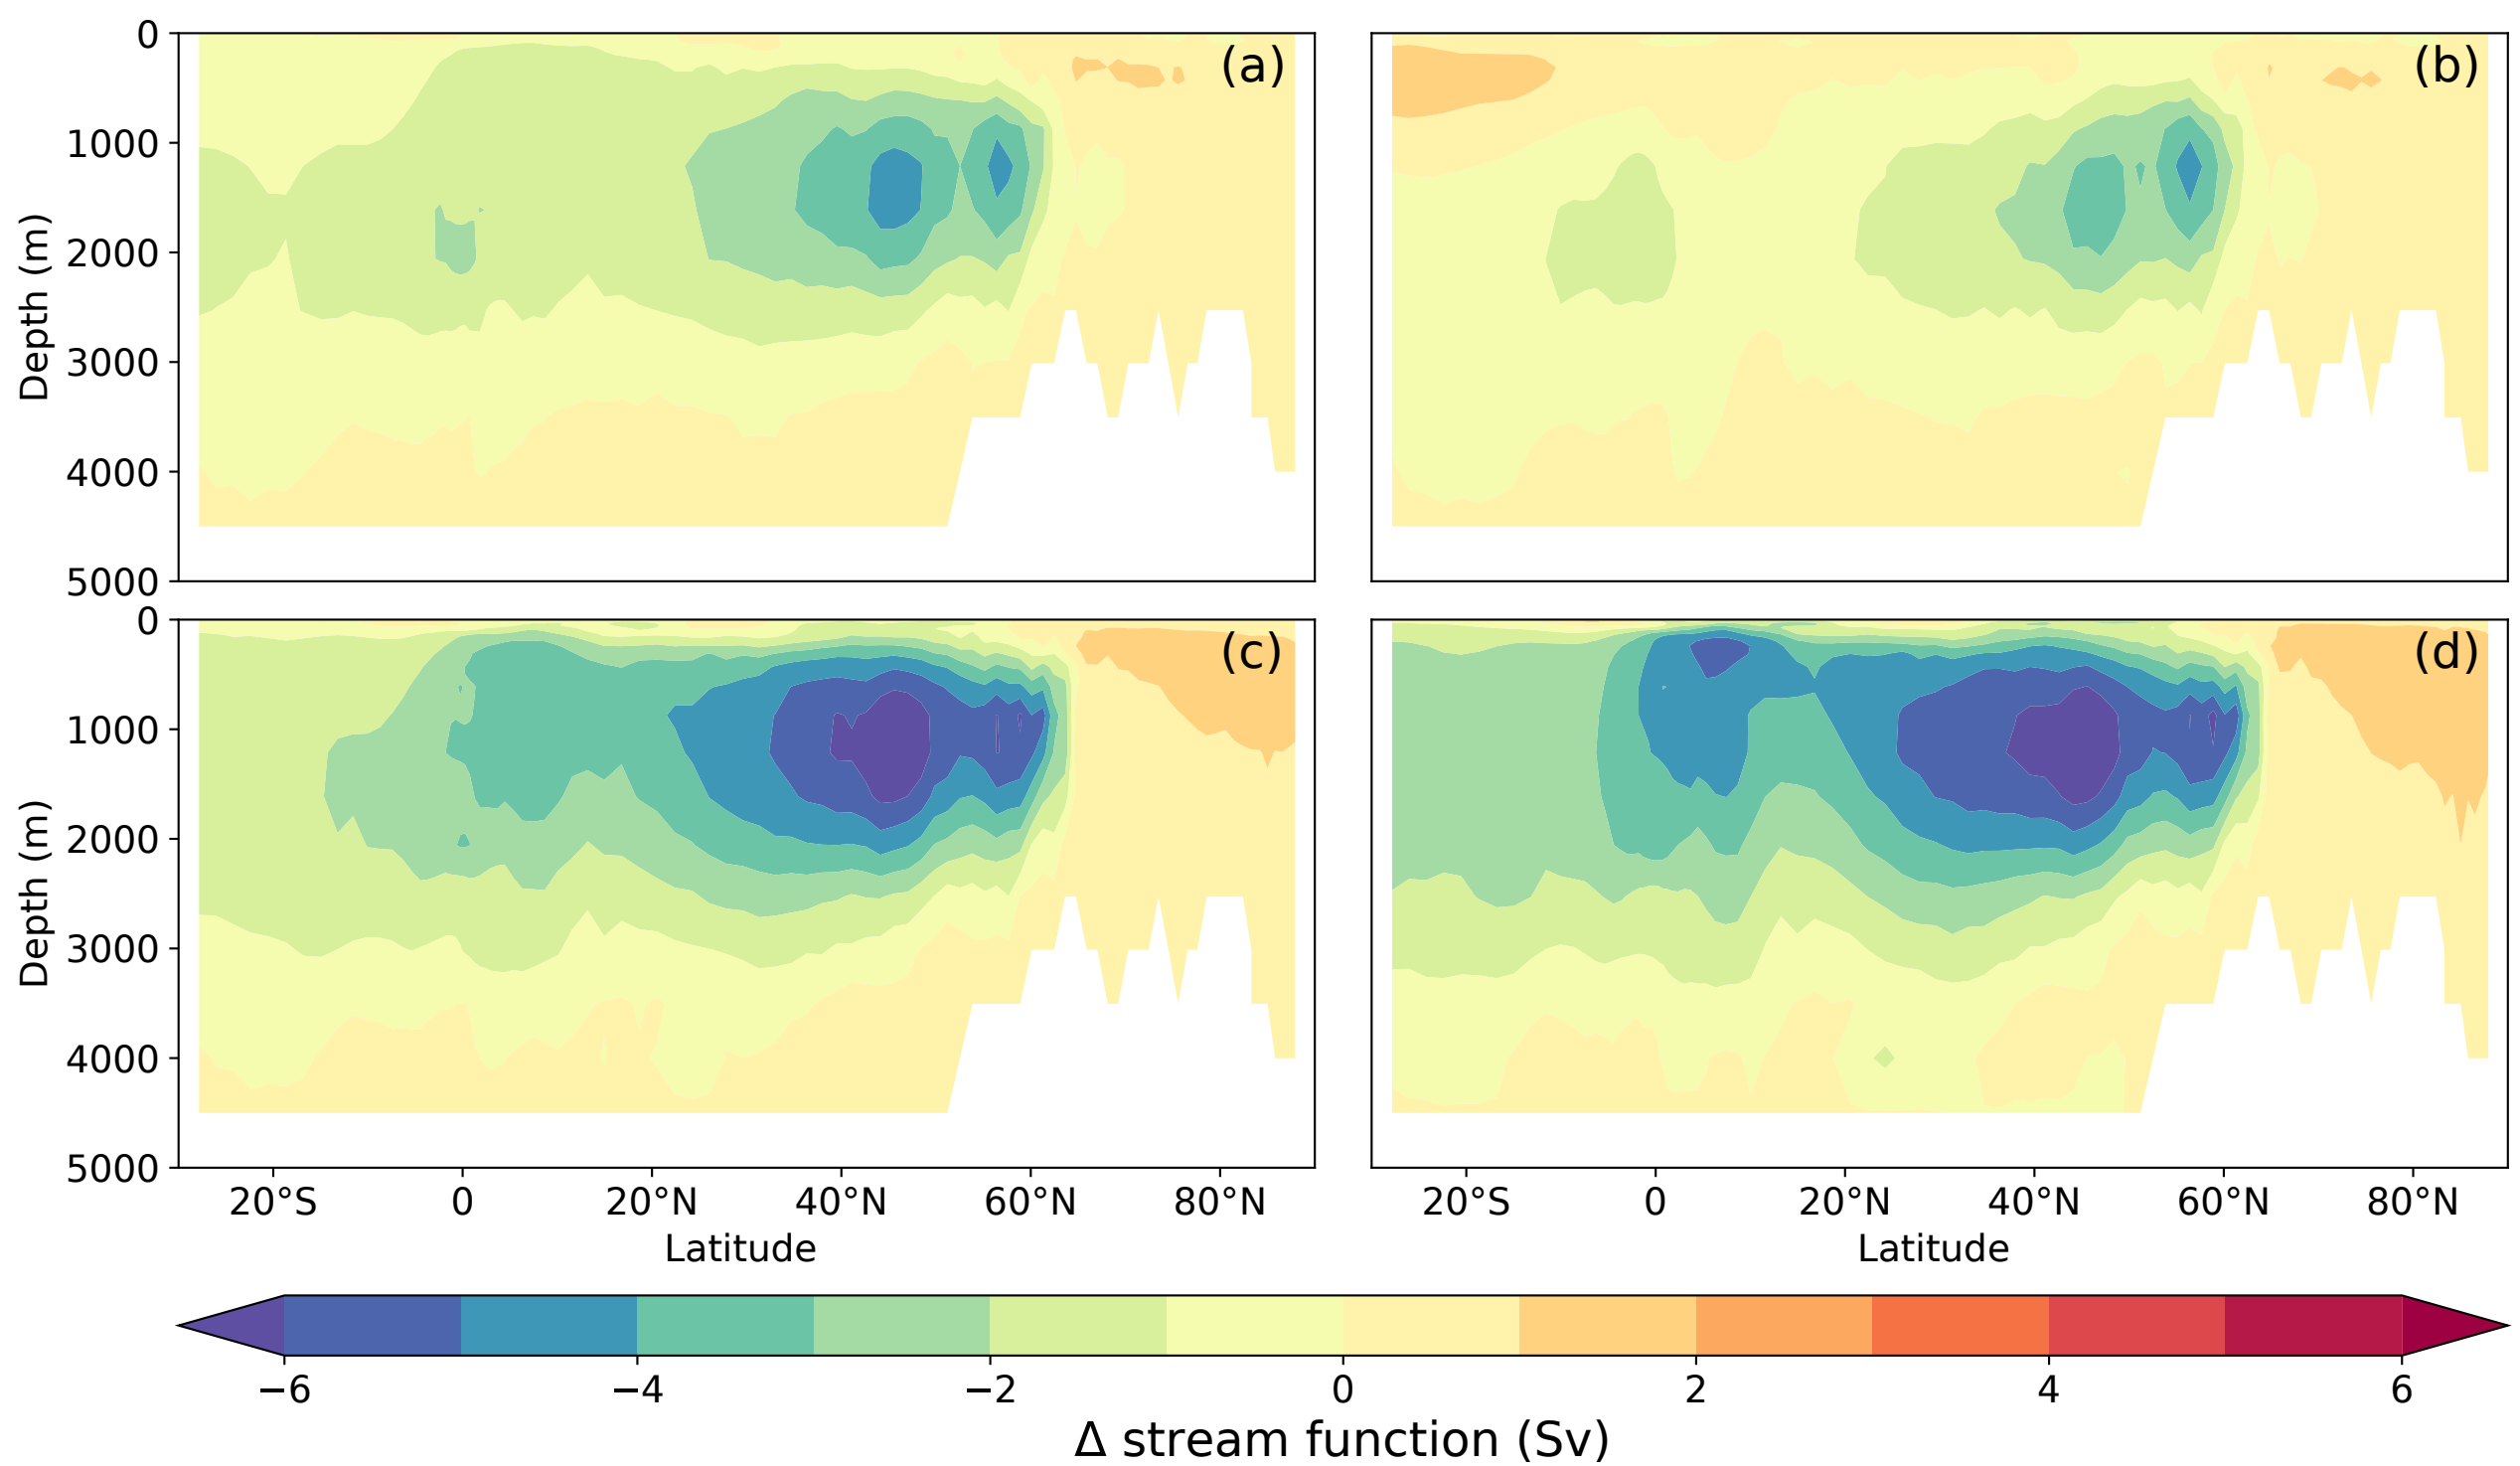 (a)
(b)
0
1000
2000
3000
4000
5000
Depth (m)
(c)
(d)
0
1000
2000
3000
4000
5000
Depth (m)
20°S 0 20°N 40°N 60°N 80°N
20°S 0 20°N 40°N 60°N 80°N
Latitude
Latitude
−6 −4 −2 0 2 4 6
Δ stream function (Sv)